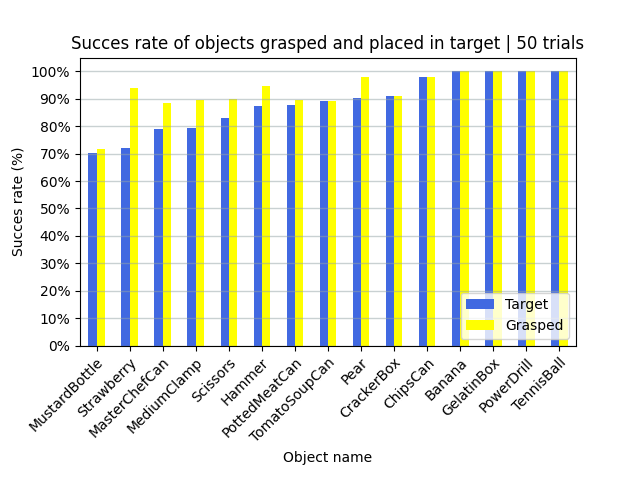 Succes rate of objects grasped and placed in target | 50 trials
100%
90%
80%
70%
60%
50%
40%
30%
20%
10%
0%
Succes rate (%)
Target
Grasped
MustardBottle
Strawberry
MasterChefCan
MediumClamp
Scissors
Hammer
PottedMeatCan
TomatoSoupCan
Pear
CrackerBox
ChipsCan
Banana
GelatinBox
PowerDrill
TennisBall
Object name